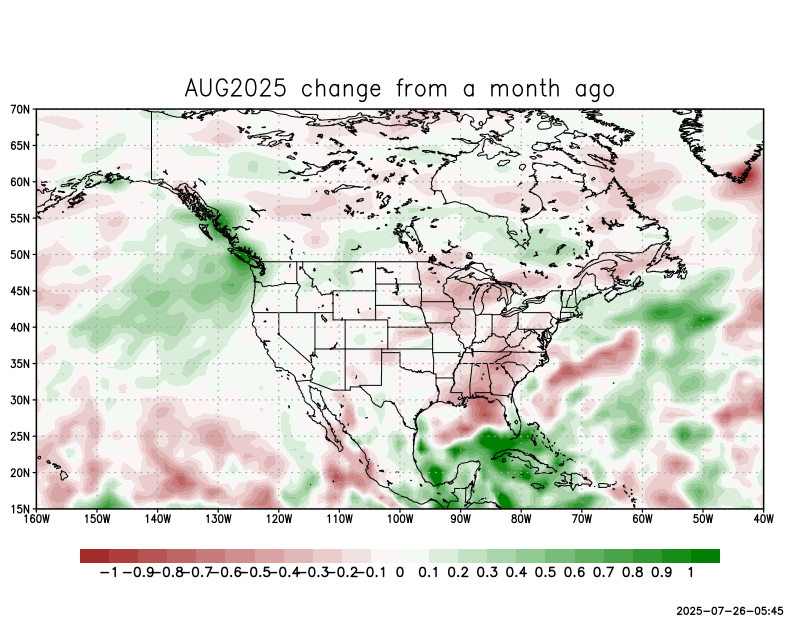 AUG2025 change from a month ago
70N
65N
60N
55N
50N
45N
40N
35N
30N
25N
20N
15N
160W 150W 140W 130W 120W 110W 100W 90W 80W 70W 60W 50W 40W
−1 −0.9 −0.8 −0.7 −0.6 −0.5 −0.4 −0.3 −0.2 −0.1 0 0.1 0.2 0.3 0.4 0.5 0.6 0.7 0.8 0.9 1
2025-07-26-05:45